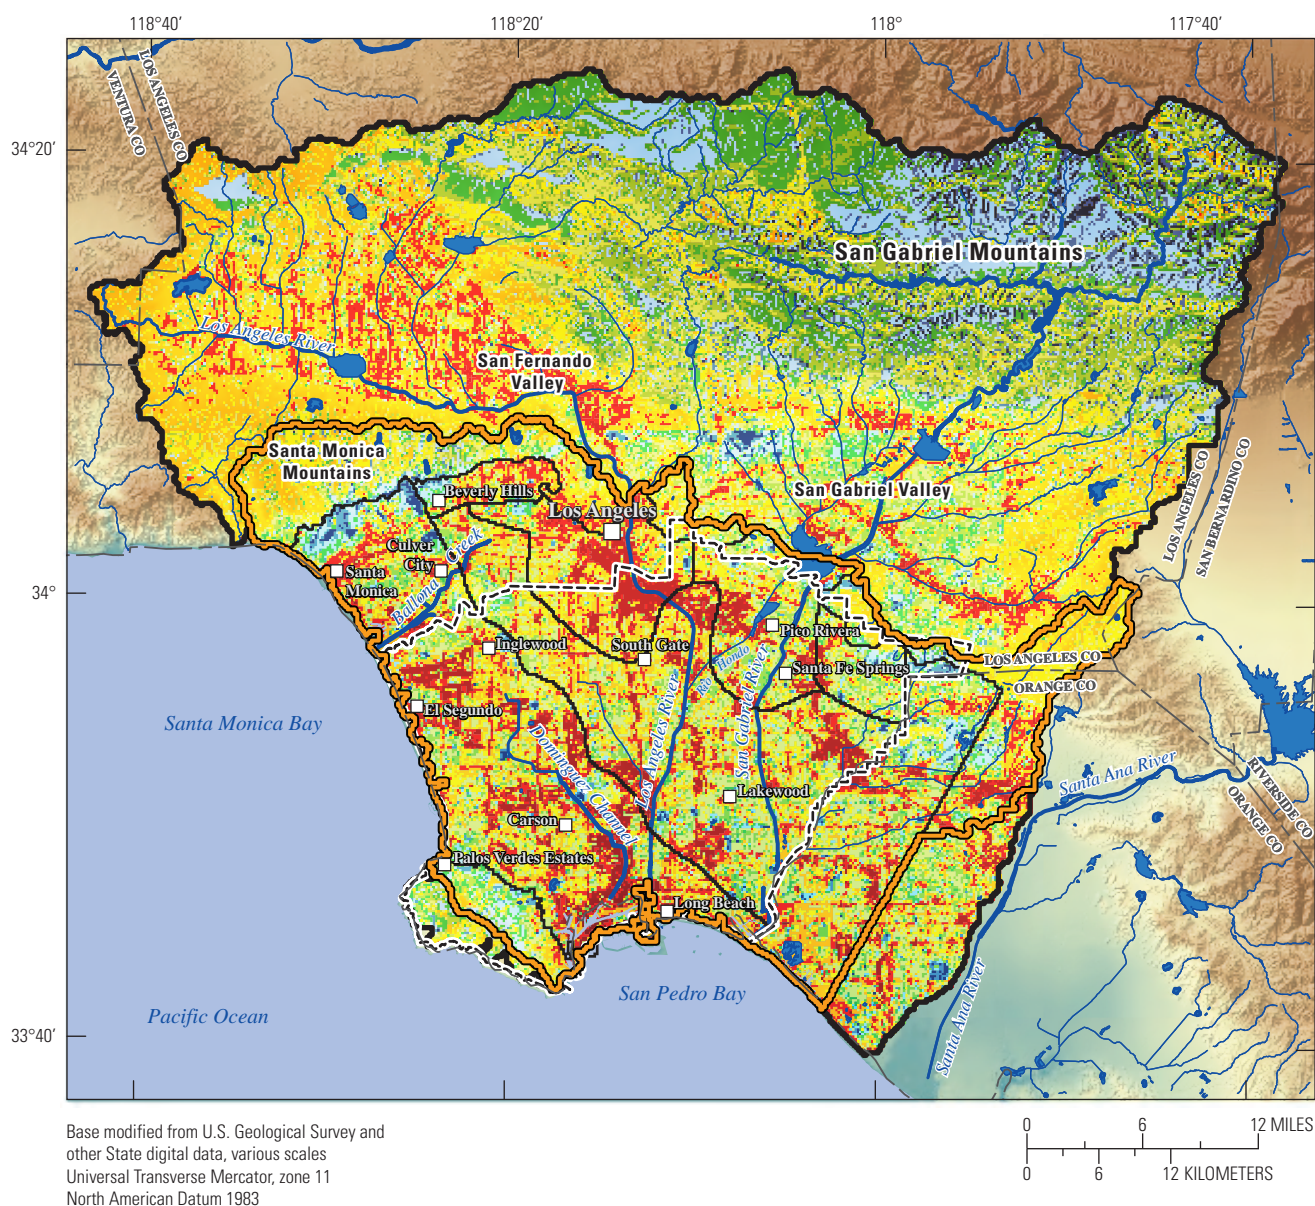 118°40'
118°20'
118°
117°40'
LOS ANGELES CO
VENTURA CO
34°20'
San Gabriel Mountains
Los Angeles River
San Fernando
Valley
Santa Monica
Mountains
San Gabriel Valley
LOS ANGELES CO
SAN BERNARDINO CO
Beverly Hills
Los Angeles
Culver
City
Ballona Creek
Santa
Monica
34°
Inglewood
South Gate
Pico Rivera
Rio Hondo
Santa Fe Springs
LOS ANGELES CO
ORANGE CO
San Gabriel River
Los Angeles River
El Segundo
Santa Monica Bay
Dominguez Channel
Santa Ana River
RIVERSIDE CO
ORANGE CO
Lakewood
Carson
Palos Verdes Estates
Long Beach
San Pedro Bay
Santa Ana River
Pacific Ocean
33°40'
Base modified from U.S. Geological Survey and
other State digital data, various scales
Universal Transverse Mercator, zone 11
North American Datum 1983
0 6 12 MILES
0 6 12 KILOMETERS